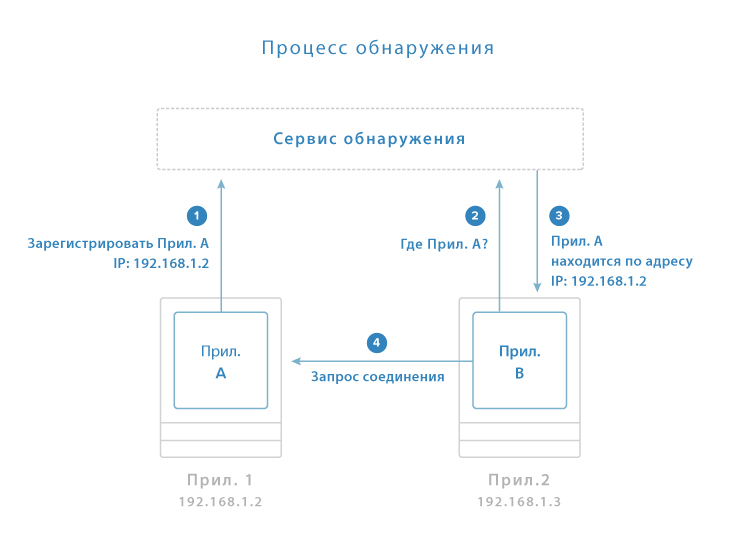 Процесс обнаружения
Сервис обнаружения
1
Зарегистрировать Прил. А
IP: 192.168.1.2
2
Где Прил. А?
3
Прил. А
находится по адресу
IP: 192.168.1.2
Прил.
А
4
Запрос соединения
Прил.
В
Прил. 1
192.168.1.2
Прил.2
192.168.1.3